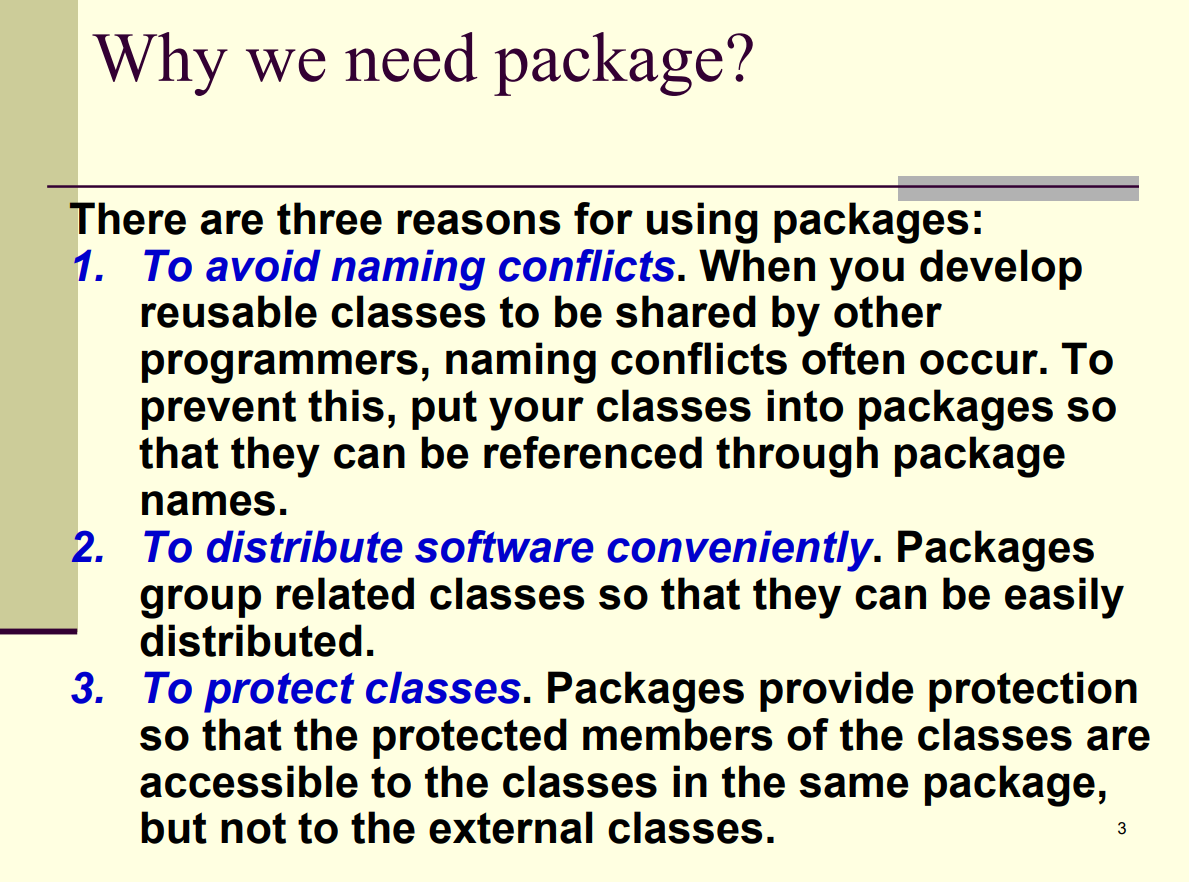 Why we need package?
There are three reasons for using packages:
1. To avoid naming conflicts. When you develop
reusable classes to be shared by other
programmers, naming conflicts often occur. To
prevent this, put your classes into packages so
that they can be referenced through package
names.
2. To distribute software conveniently. Packages
group related classes so that they can be easily
distributed.
3. To protect classes. Packages provide protection
so that the protected members of the classes are
accessible to the classes in the same package,
but not to the external classes.
3